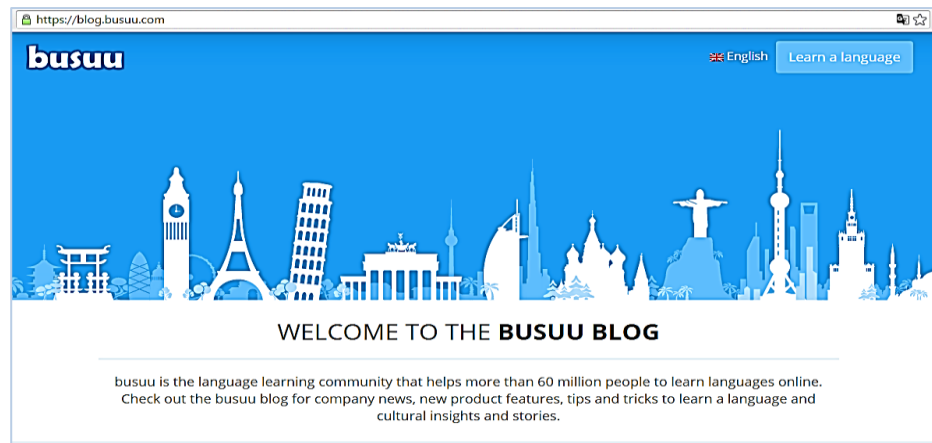 https://blog.busuu.com
busuu
English
Learn a language
WELCOME TO THE BUSUU BLOG
busuu is the language learning community that helps more than 60 million people to learn languages online.
Check out the busuu blog for company news, new product features, tips and tricks to learn a language and
cultural insights and stories.